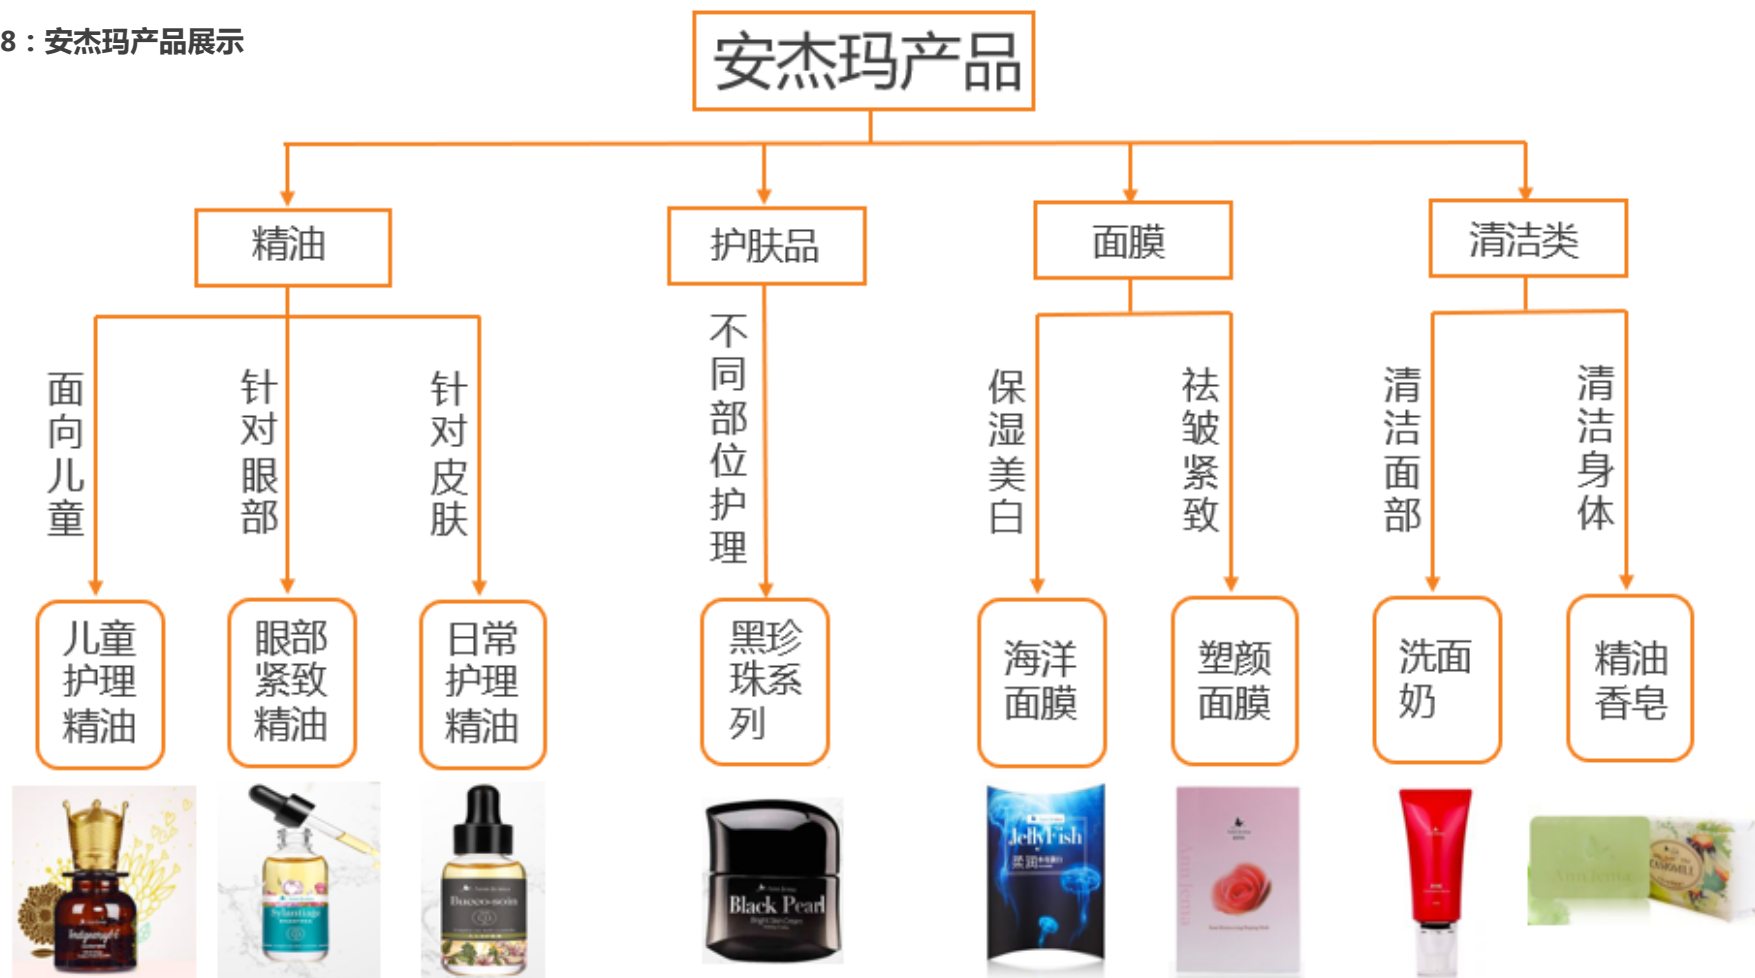 8：安杰玛产品展示
安杰玛产品
精油
护肤品
面膜
清洁类
面向儿童
针对眼部
针对皮肤
不同部位护理
保湿美白
祛皱紧致
清洁面部
清洁身体
儿童
护理
精油
眼部
紧致
精油
日常
护理
精油
黑珍
珠系
列
海洋
面膜
塑颜
面膜
洗面
奶
精油
香皂
Bucco-soin
Black Pearl
JellyFish
AnnJema
AnnJema